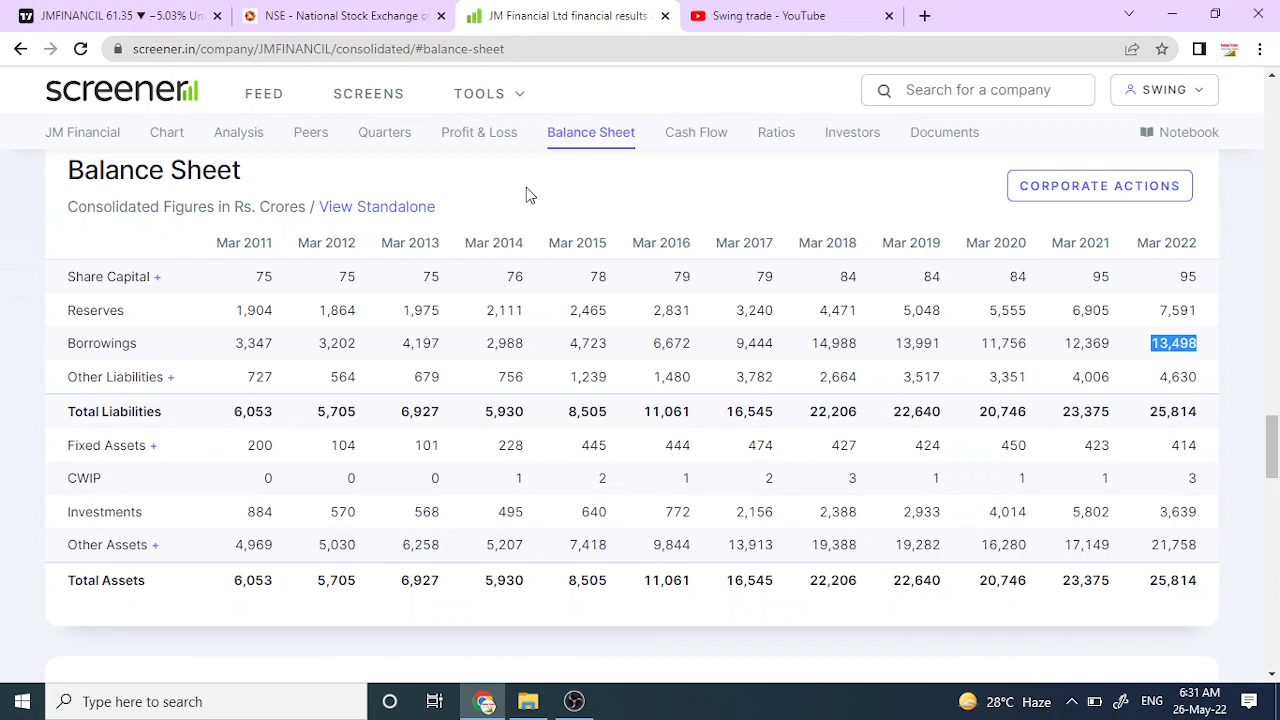 JM 61.35 ▼ −5.03% Un
NSE - National Stock Exchange o
JM Financial Ltd financial results
Swing trade - YouTube
screener.in/company/JMFINANCIL/consolidated/#balance-sheet
screener
FEED SCREENS TOOLS
Search for a company
SWING
JM Financial Chart Analysis Peers Quarters Profit & Loss Balance Sheet Cash Flow Ratios Investors Documents Notebook
Balance Sheet
CORPORATE ACTIONS
Consolidated Figures in Rs. Crores / View Standalone
Mar 2011 Mar 2012 Mar 2013 Mar 2014 Mar 2015 Mar 2016 Mar 2017 Mar 2018 Mar 2019 Mar 2020 Mar 2021 Mar 2022
Share Capital + 75 75 75 76 78 79 79 84 84 84 95 95
Reserves 1,904 1,864 1,975 2,111 2,465 2,831 3,240 4,471 5,048 5,555 6,905 7,591
Borrowings 3,347 3,202 4,197 2,988 4,723 6,672 9,444 14,988 13,991 11,756 12,369 13,498
Other Liabilities + 727 564 679 756 1,239 1,480 3,782 2,664 3,517 3,351 4,006 4,630
Total Liabilities 6,053 5,705 6,927 5,930 8,505 11,061 16,545 22,206 22,640 20,746 23,375 25,814
Fixed Assets + 200 104 101 228 445 444 474 427 424 450 423 414
CWIP 0 0 0 1 2 1 2 3 1 1 1 3
Investments 884 570 568 495 640 772 2,156 2,388 2,933 4,014 5,802 3,639
Other Assets + 4,969 5,030 6,258 5,207 7,418 9,844 13,913 19,388 19,282 16,280 17,149 21,758
Total Assets 6,053 5,705 6,927 5,930 8,505 11,061 16,545 22,206 22,640 20,746 23,375 25,814
Type here to search
28°C Haze
ENG
6:31 AM
26-May-22